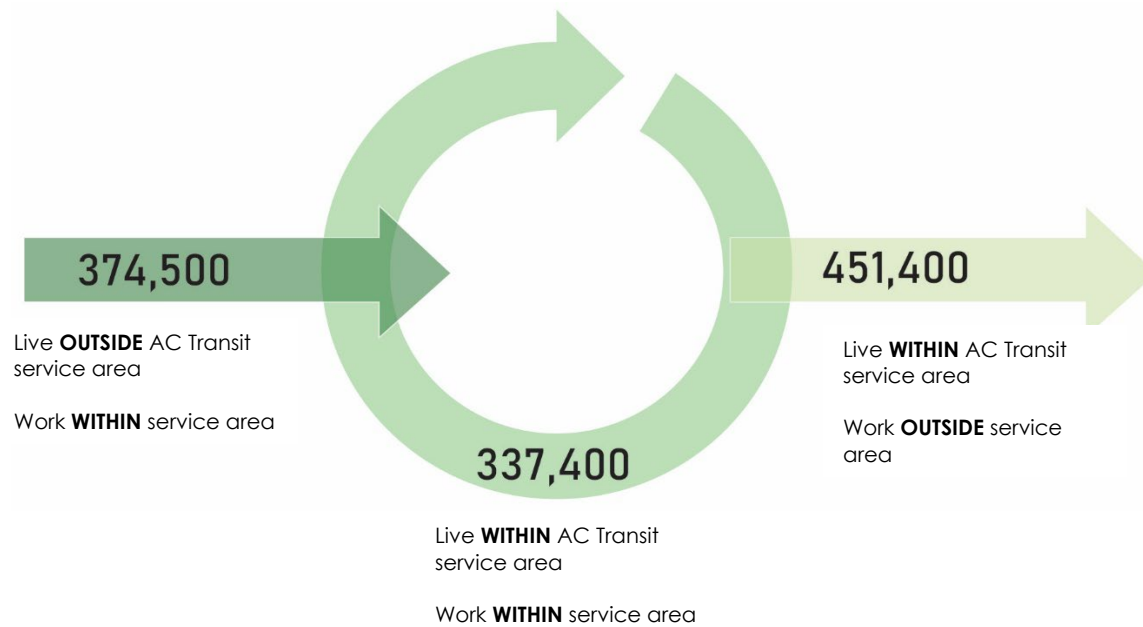 374,500
Live OUTSIDE AC Transit
service area
Work WITHIN service area
337,400
Live WITHIN AC Transit
service area
Work WITHIN service area
451,400
Live WITHIN AC Transit
service area
Work OUTSIDE service
area